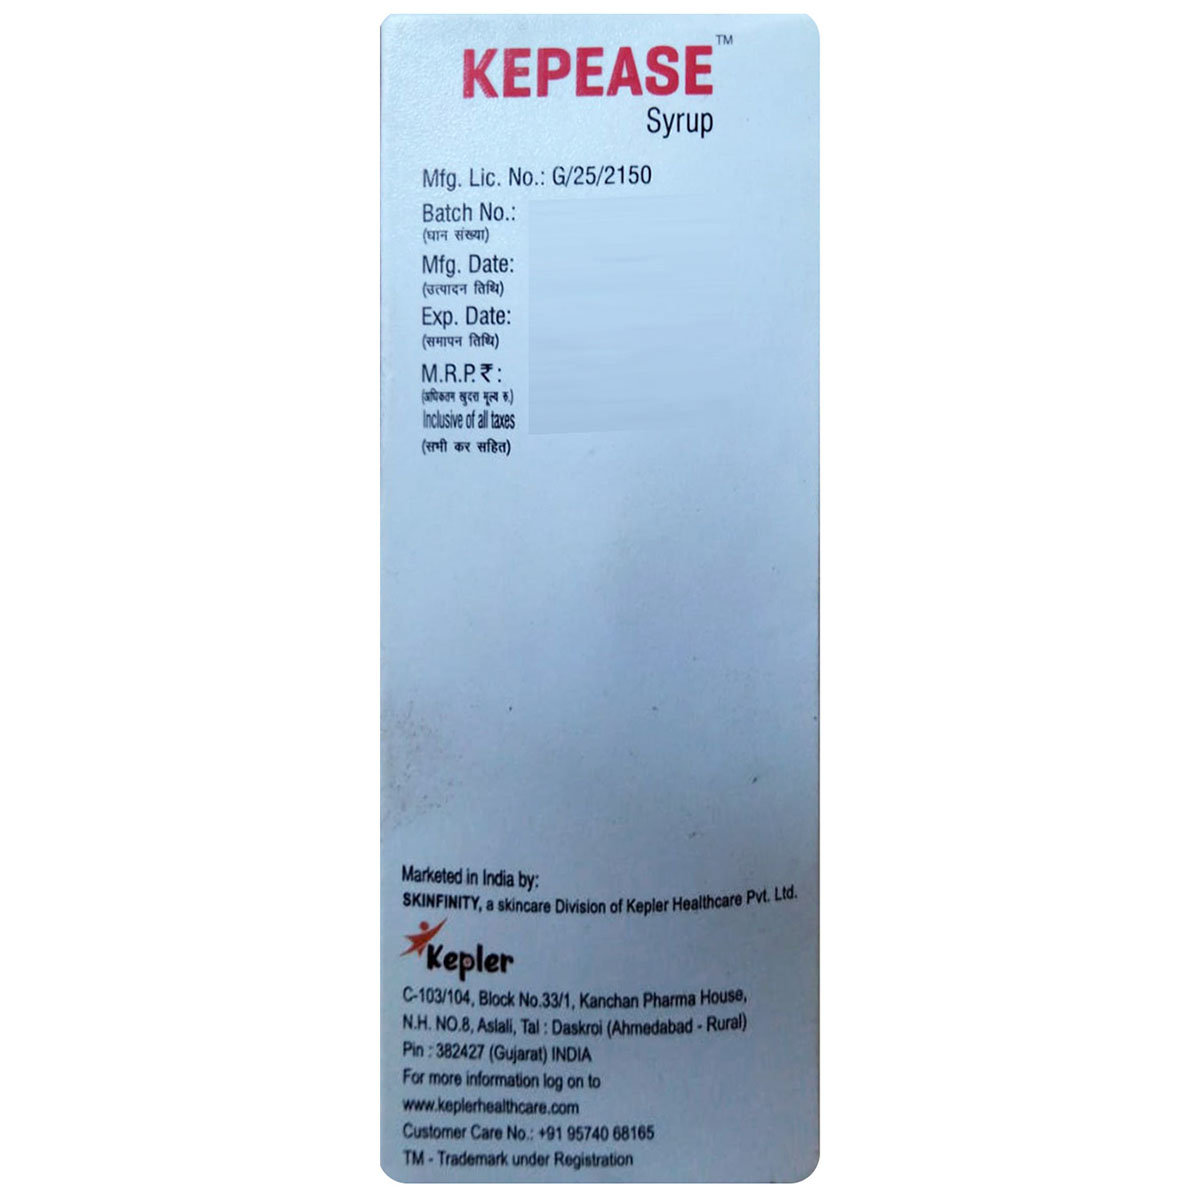 KEPEASE™
Syrup
Mfg. Lic. No.: G/25/2150
Batch No.:
(घान संख्या)
Mfg. Date:
(उत्पादन तिथि)
Exp. Date:
(समापन तिथि)
M.R.P. ₹ :
(अधिकतम खुदरा मूल्य रु.)
Inclusive of all taxes
(सभी कर सहित)
Marketed in India by:
SKINFINITY, a skincare Division of Kepler Healthcare Pvt. Ltd.
Kepler
C-103/104, Block No.33/1, Kanchan Pharma House,
N.H. NO.8, Aslali, Tal : Daskroi (Ahmedabad - Rural)
Pin : 382427 (Gujarat) INDIA
For more information log on to
www.keplerhealthcare.com
Customer Care No.: +91 95740 68165
TM - Trademark under Registration